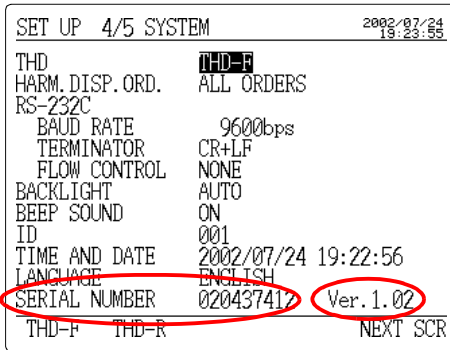 SET UP 4/5 SYSTEM 2002/07/24
19:23:55
THD THD-F
HARM.DISP.ORD. ALL ORDERS
RS-232C
BAUD RATE 9600bps
TERMINATOR CR+LF
FLOW CONTROL NONE
BACKLIGHT AUTO
BEEP SOUND ON
ID 001
TIME AND DATE 2002/07/24 19:22:56
LANGUAGE ENGLISH
SERIAL NUMBER 020437412 Ver.1.02
THD-F THD-R NEXT SCR